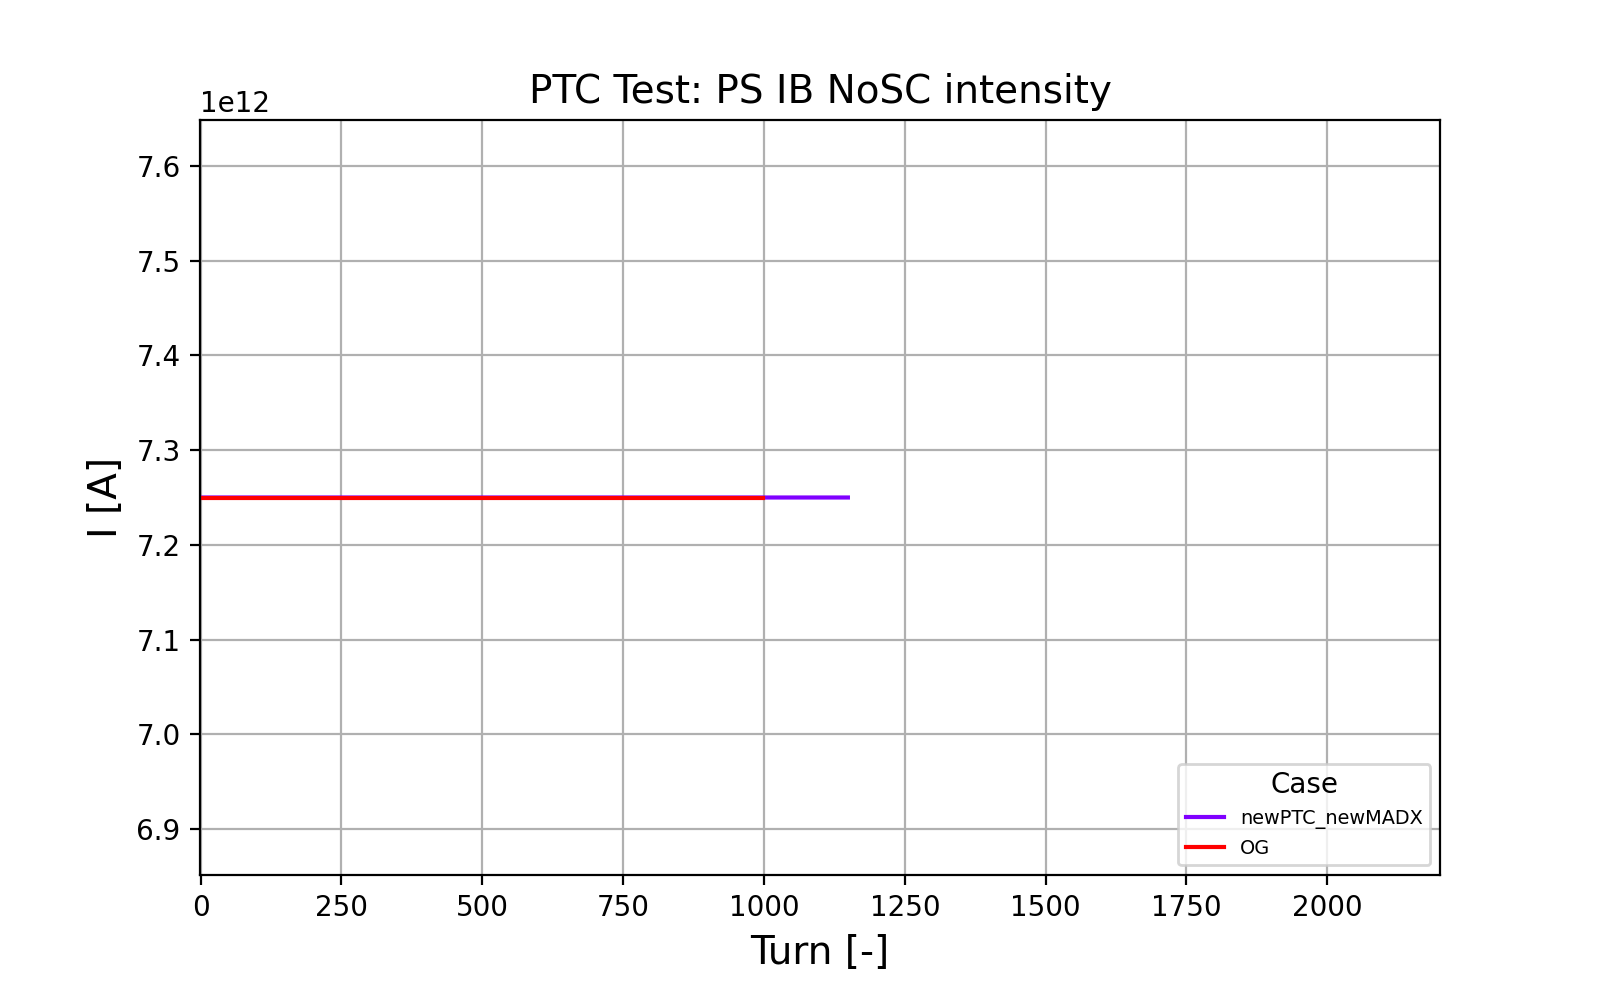 PTC Test: PS IB NoSC intensity
1e12
7.6
7.5
7.4
7.3
7.2
7.1
7.0
6.9
I [A]
0 250 500 750 1000 1250 1500 1750 2000
Turn [-]
Case
newPTC_newMADX
OG